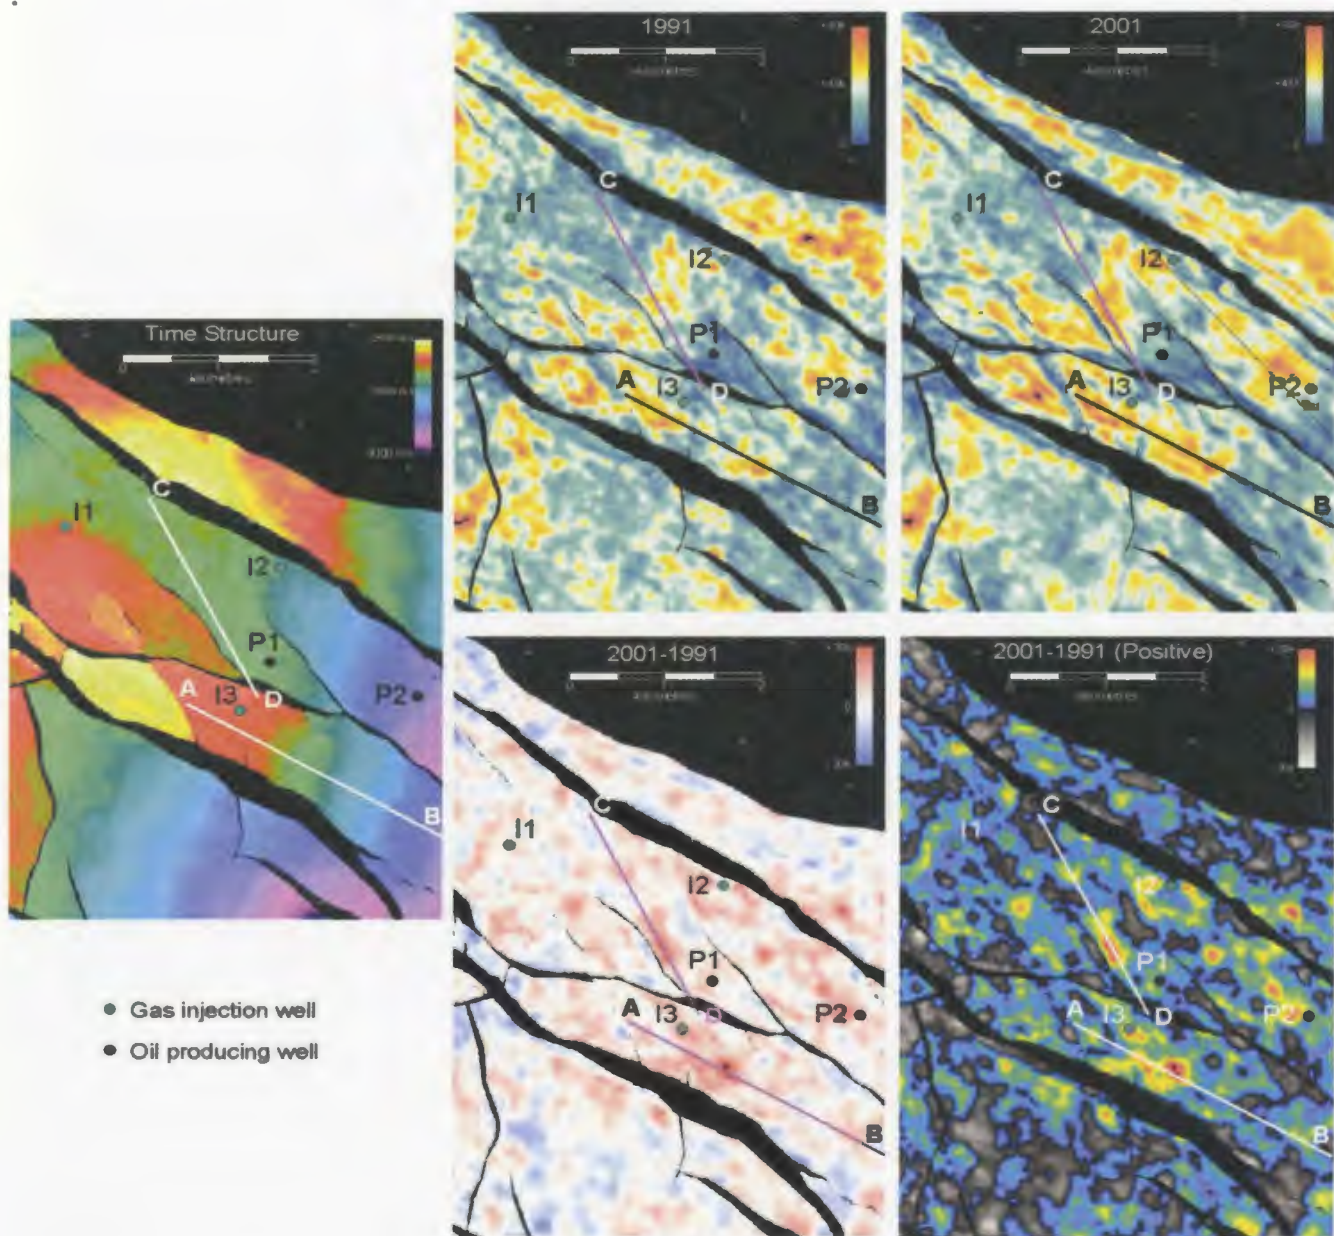 1991
I1
C
I2
P1
A
I3
D
P2
B
2001
I1
C
I2
P1
A
I3
D
P2
B
Time Structure
kilometres
I1
C
I2
P1
A
I3
D
P2
B
2001-1991
I1
C
I2
P1
A
I3
D
P2
B
2001-1991 (Positive)
I1
C
I2
P1
A
I3
D
P2
B
Gas injection well
Oil producing well